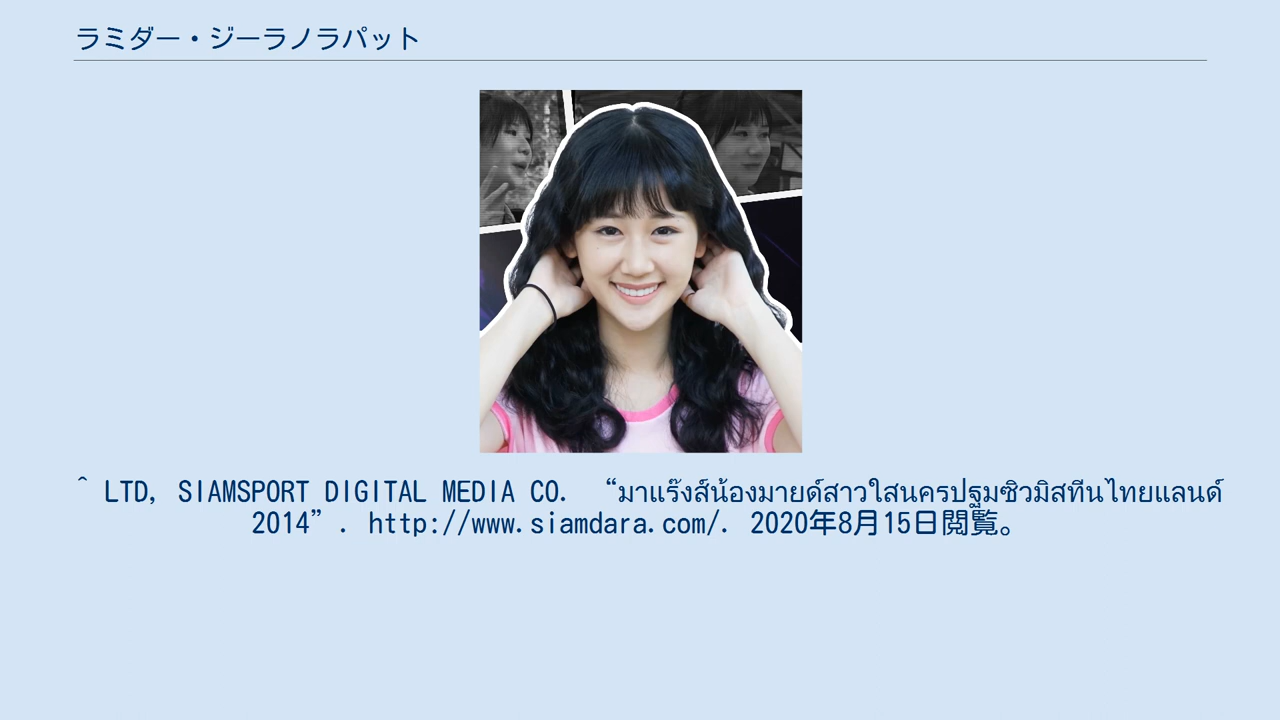 ラミダー・ジーラノラパット
^ LTD, SIAMSPORT DIGITAL MEDIA CO. “มาแร๊งส์น้องมายด์สาวใสนครปฐมซิวมิสทีนไทยแลนด์
2014”. http://www.siamdara.com/. 2020年8月15日閲覧。